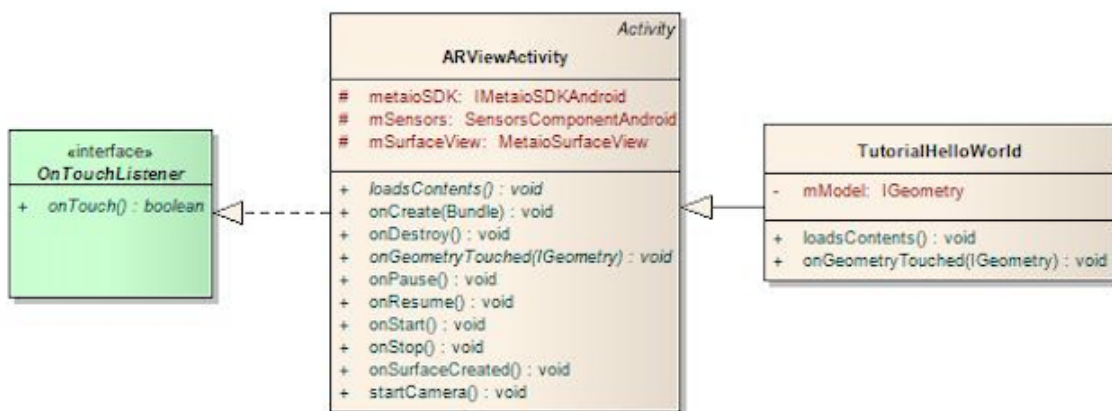 «interface»
OnTouchListener
+ onTouch() : boolean
Activity
ARViewActivity
# metaioSDK: IMetaioSDKAndroid
# mSensors: SensorsComponentAndroid
# mSurfaceView: MetaioSurfaceView
+ loadsContents() : void
+ onCreate(Bundle) : void
+ onDestroy() : void
+ onGeometryTouched(IGeometry) : void
+ onPause() : void
+ onResume() : void
+ onStart() : void
+ onStop() : void
+ onSurfaceCreated() : void
+ startCamera() : void
TutorialHelloWorld
- mModel: IGeometry
+ loadsContents() : void
+ onGeometryTouched(IGeometry) : void